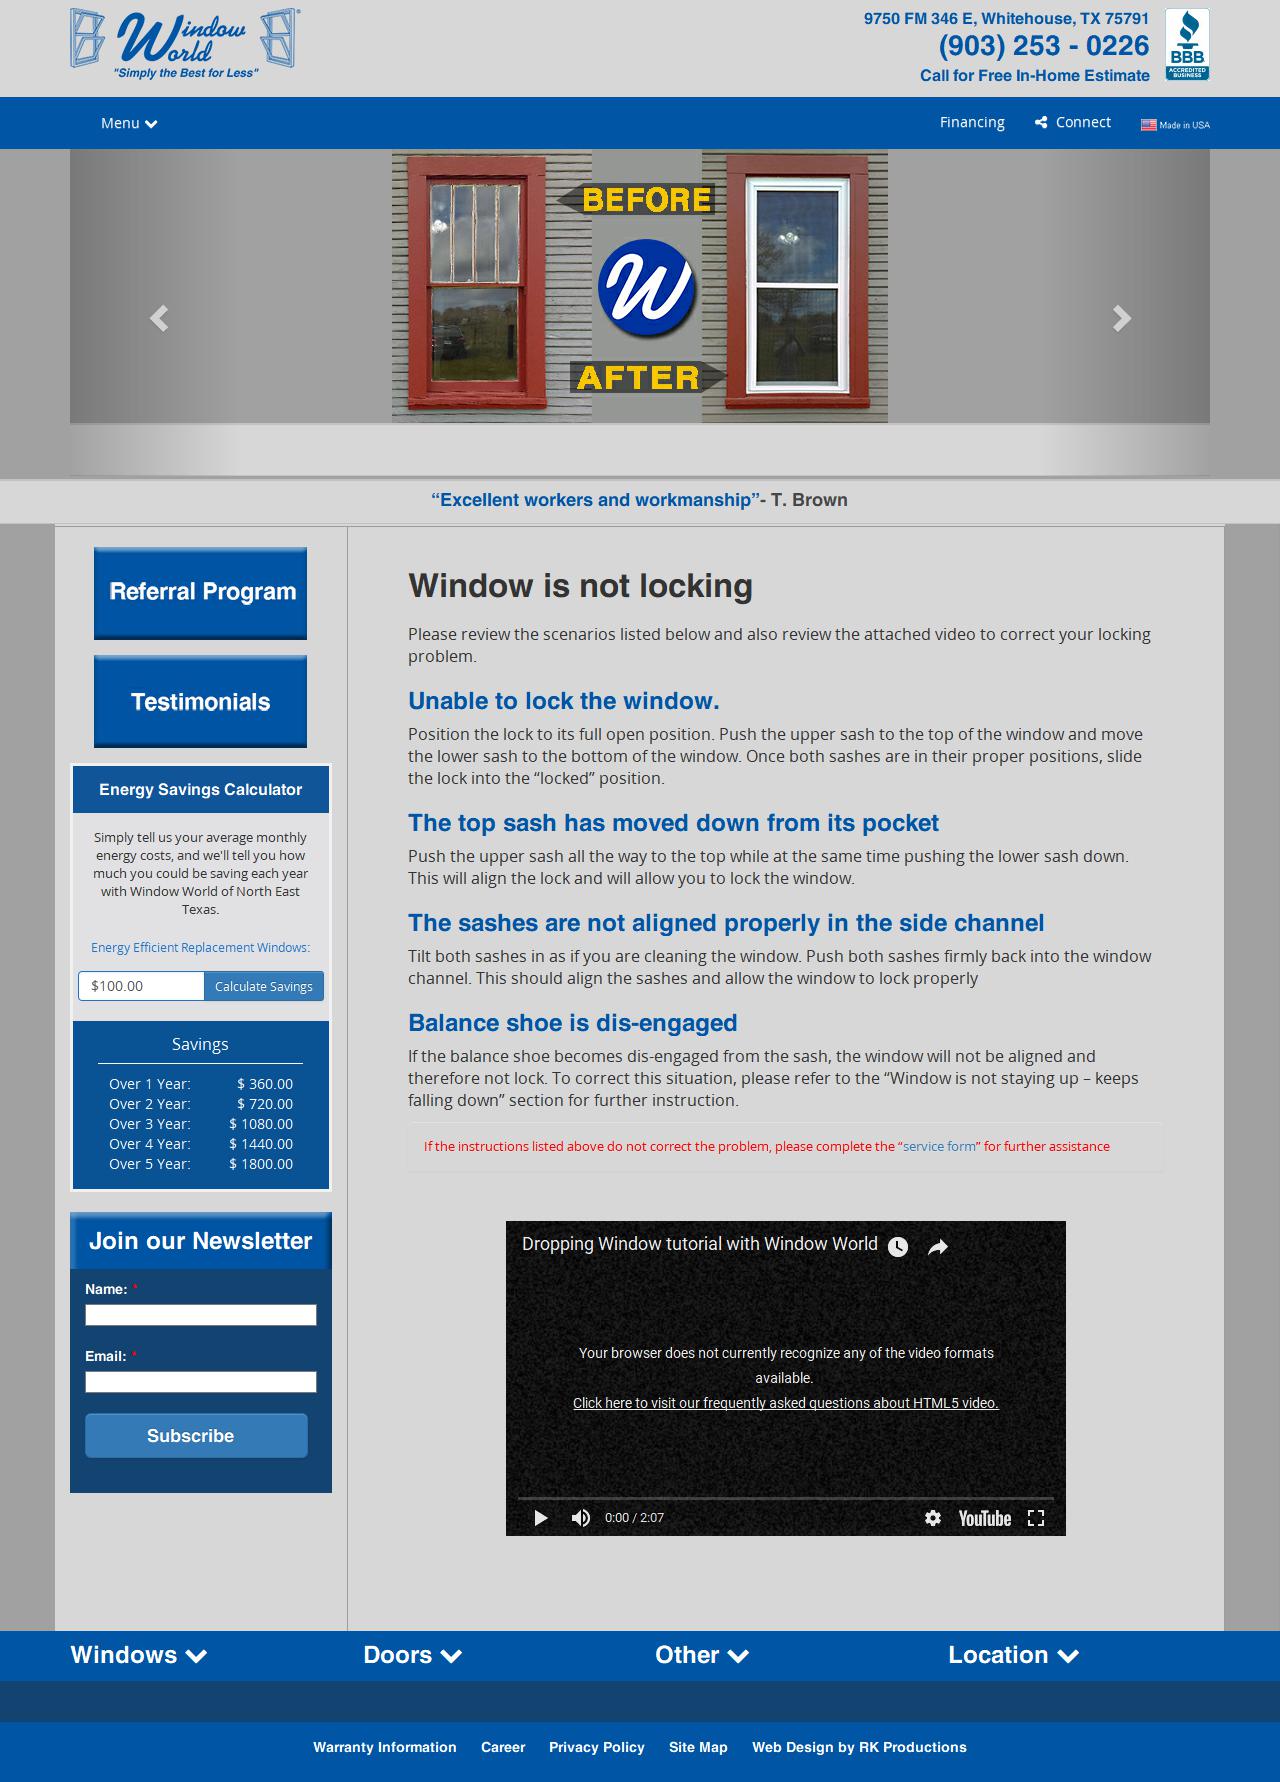 Window World®
"Simply the Best for Less"
9750 FM 346 E, Whitehouse, TX 75791
(903) 253 - 0226
Call for Free In-Home Estimate
BBB
ACCREDITED BUSINESS
Menu
Financing
Connect
Made in USA
BEFORE
W
AFTER
“Excellent workers and workmanship”- T. Brown
Referral Program
Testimonials
Energy Savings Calculator
Simply tell us your average monthly
energy costs, and we'll tell you how
much you could be saving each year
with Window World of North East
Texas.
Energy Efficient Replacement Windows:
$100.00
Calculate Savings
Savings
Over 1 Year: $ 360.00
Over 2 Year: $ 720.00
Over 3 Year: $ 1080.00
Over 4 Year: $ 1440.00
Over 5 Year: $ 1800.00
Join our Newsletter
Name: *
Email: *
Subscribe
Window is not locking
Please review the scenarios listed below and also review the attached video to correct your locking
problem.
Unable to lock the window.
Position the lock to its full open position. Push the upper sash to the top of the window and move
the lower sash to the bottom of the window. Once both sashes are in their proper positions, slide
the lock into the “locked” position.
The top sash has moved down from its pocket
Push the upper sash all the way to the top while at the same time pushing the lower sash down.
This will align the lock and will allow you to lock the window.
The sashes are not aligned properly in the side channel
Tilt both sashes in as if you are cleaning the window. Push both sashes firmly back into the window
channel. This should align the sashes and allow the window to lock properly
Balance shoe is dis-engaged
If the balance shoe becomes dis-engaged from the sash, the window will not be aligned and
therefore not lock. To correct this situation, please refer to the “Window is not staying up – keeps
falling down” section for further instruction.
If the instructions listed above do not correct the problem, please complete the “service form” for further assistance
Dropping Window tutorial with Window World
Your browser does not currently recognize any of the video formats
available.
Click here to visit our frequently asked questions about HTML5 video.
0:00 / 2:07
YouTube
Windows
Doors
Other
Location
Warranty Information
Career
Privacy Policy
Site Map
Web Design by RK Productions